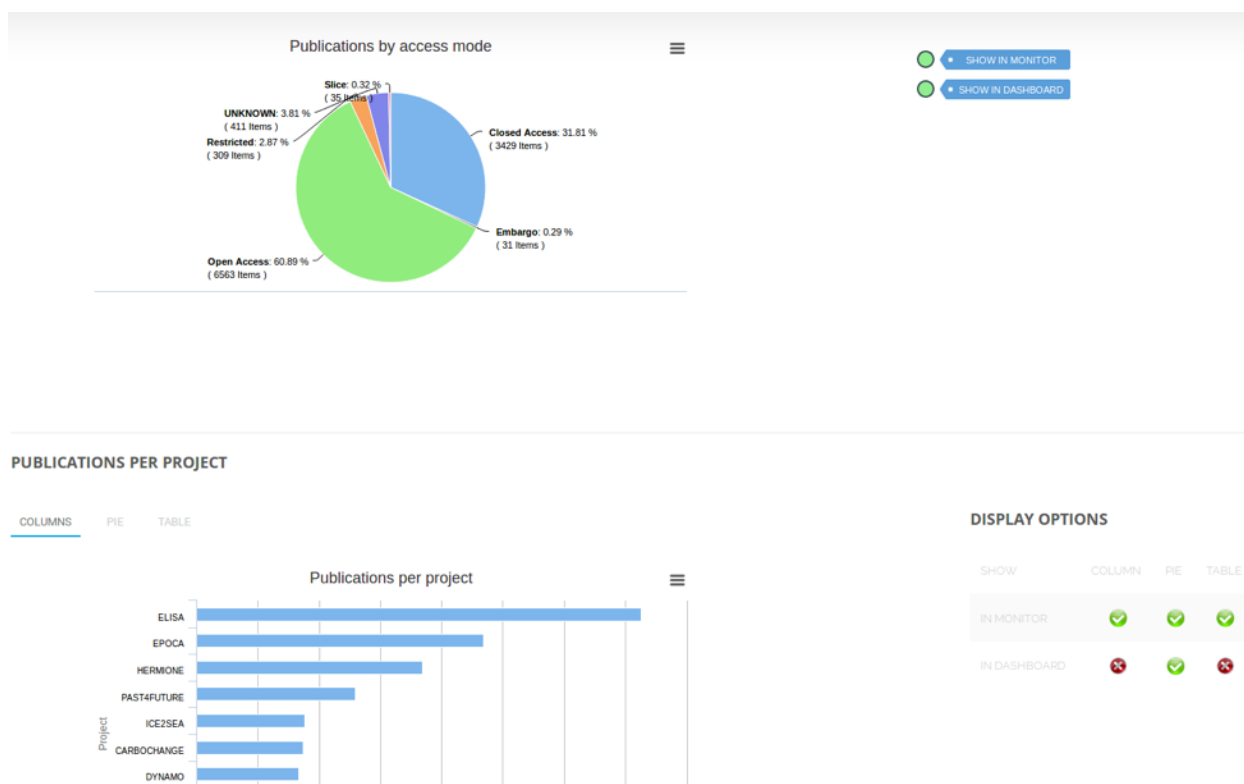 Publications by access mode
SHOW IN MONITOR
SHOW IN DASHBOARD
Slice: 0.32 %
( 35 Items )
UNKNOWN: 3.81 %
( 411 Items )
Restricted: 2.87 %
( 309 Items )
Closed Access: 31.81 %
( 3429 Items )
Embargo: 0.29 %
( 31 Items )
Open Access: 60.89 %
( 6563 Items )
PUBLICATIONS PER PROJECT
COLUMNS PIE TABLE
DISPLAY OPTIONS
SHOW COLUMN PIE TABLE
IN MONITOR
IN DASHBOARD
Publications per project
Project
ELISA
EPOCA
HERMIONE
PAST4FUTURE
ICE2SEA
CARBOCHANGE
DYNAMO